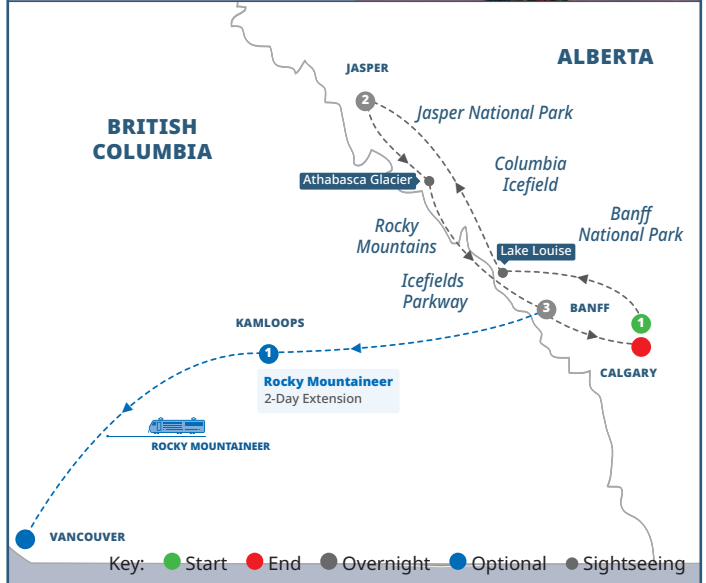 ALBERTA
JASPER
2
Jasper National Park
BRITISH
COLUMBIA
Columbia
Icefield
Athabasca Glacier
Banff
National Park
Rocky
Mountains
Lake Louise
Icefields
Parkway
3
BANFF
1
KAMLOOPS
1
CALGARY
Rocky Mountaineer
2-Day Extension
ROCKY MOUNTAINEER
VANCOUVER
Key: Start End Overnight Optional Sightseeing